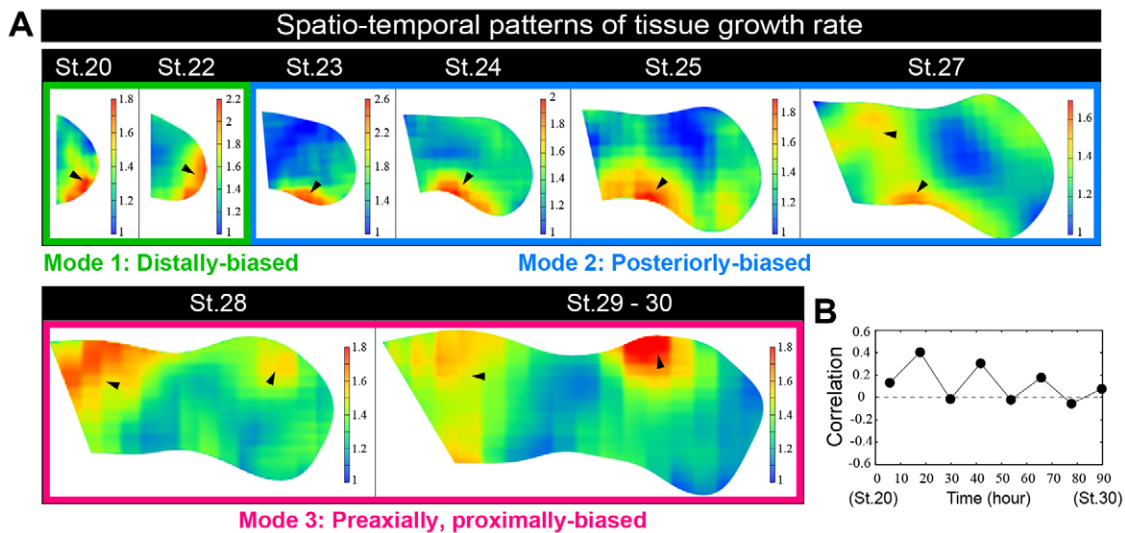 A
Spatio-temporal patterns of tissue growth rate
St.20 St.22 St.23 St.24 St.25 St.27
1.8 1.6 1.4 1.2 1
2.2 2 1.8 1.6 1.4 1.2 1
2.6 2.2 1.8 1.4 1
2 1.8 1.6 1.4 1.2 1
1.8 1.6 1.4 1.2 1
1.6 1.4 1.2 1
Mode 1: Distally-biased
Mode 2: Posteriorly-biased
St.28 St.29 - 30
1.8 1.6 1.4 1.2 1
1.8 1.6 1.4 1.2 1
Mode 3: Preaxially, proximally-biased
B
Correlation
0.6
0.4
0.2
0
-0.2
-0.4
-0.6
0 10 20 30 40 50 60 70 80 90
(St.20) Time (hour) (St.30)